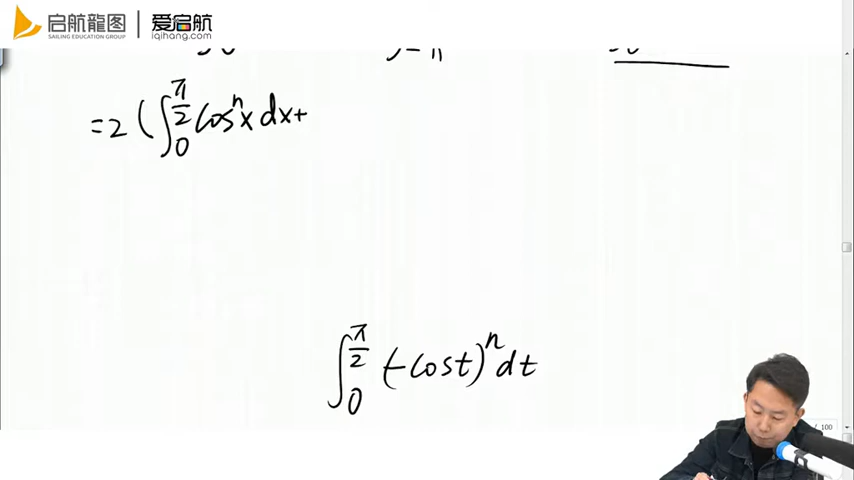 启航龍图 爱启航
SAILING EDUCATION GROUP iqihang.com
=2 (∫₀^{π/2} cosⁿx dx+
∫₀^{π/2} (-cost)ⁿ dt
/ 100